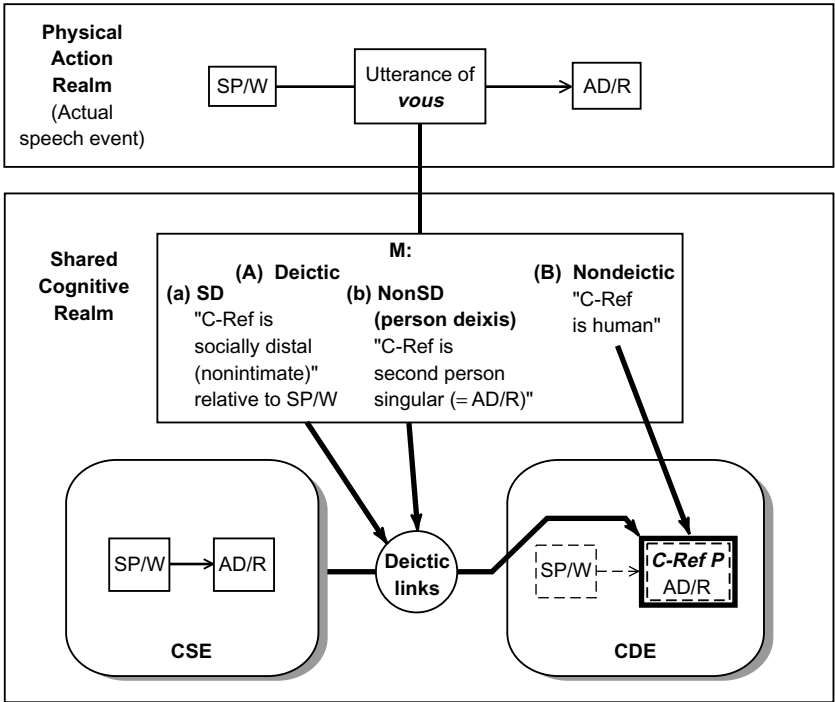 Physical
Action
Realm
(Actual
speech event)
SP/W
Utterance of
vous
AD/R
Shared
Cognitive
Realm
M:
(A) Deictic
(a) SD
"C-Ref is
socially distal
(nonintimate)"
relative to SP/W
(b) NonSD
(person deixis)
"C-Ref is
second person
singular (= AD/R)"
(B) Nondeictic
"C-Ref
is human"
SP/W
AD/R
CSE
Deictic
links
SP/W
C-Ref P
AD/R
CDE